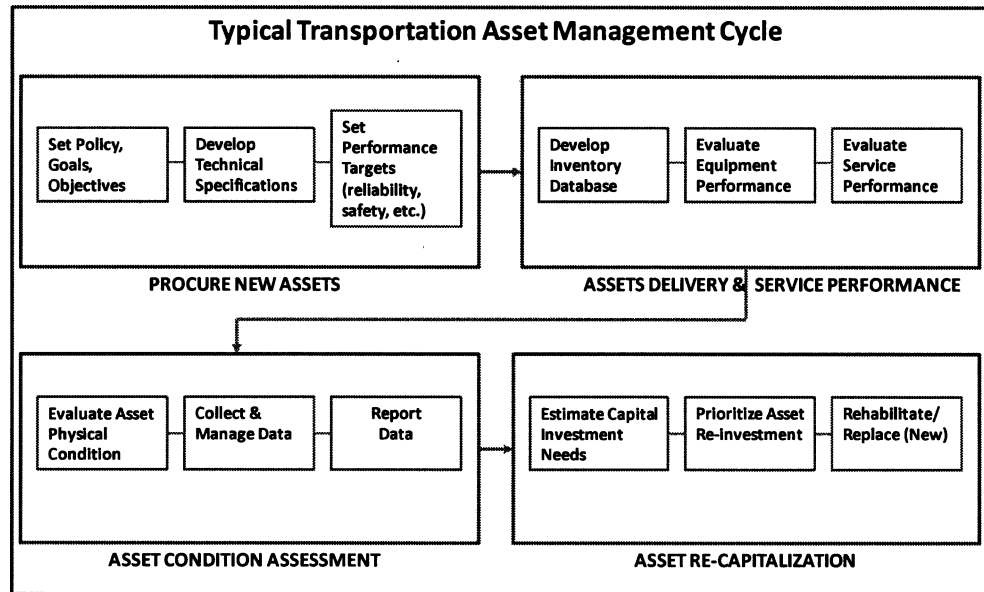 Typical Transportation Asset Management Cycle
Set Policy,
Goals,
Objectives
Develop
Technical
Specifications
Set
Performance
Targets
(reliability,
safety, etc.)
PROCURE NEW ASSETS
Develop
Inventory
Database
Evaluate
Equipment
Performance
Evaluate
Service
Performance
ASSETS DELIVERY & SERVICE PERFORMANCE
Evaluate Asset
Physical
Condition
Collect &
Manage Data
Report
Data
ASSET CONDITION ASSESSMENT
Estimate Capital
Investment
Needs
Prioritize Asset
Re-investment
Rehabilitate/
Replace (New)
ASSET RE-CAPITALIZATION